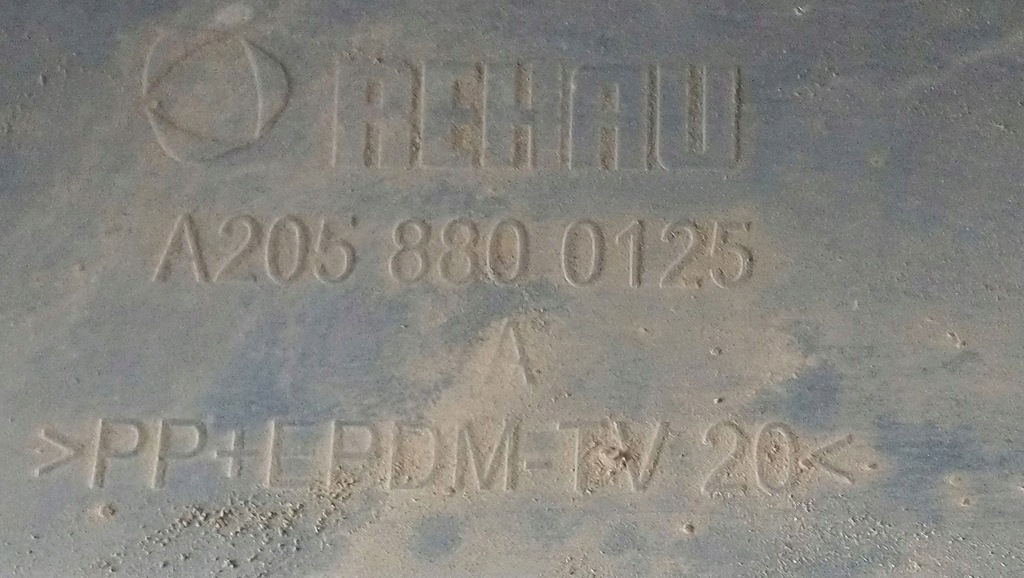 REHAU
A205 880 0125
A
>PP+EPDM-TV 20<